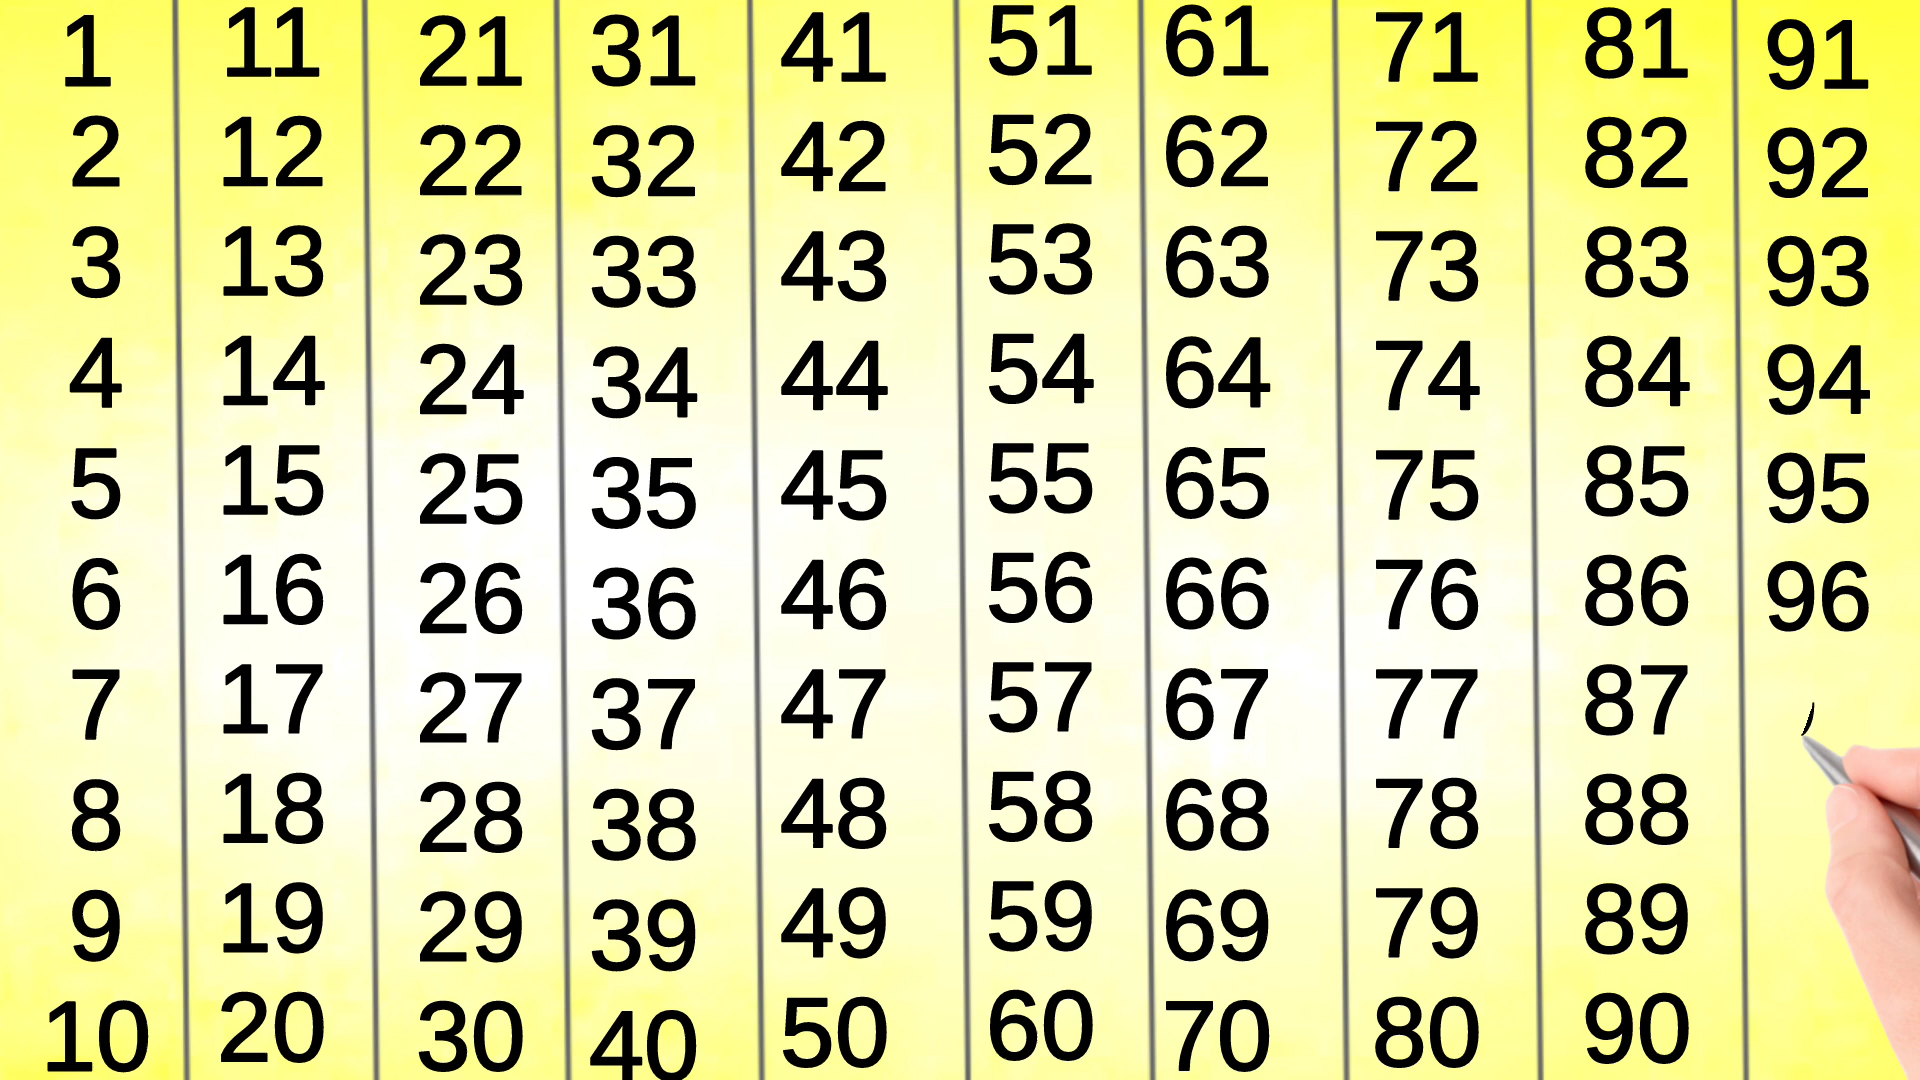 1 11 21 31 41 51 61 71 81 91
2 12 22 32 42 52 62 72 82 92
3 13 23 33 43 53 63 73 83 93
4 14 24 34 44 54 64 74 84 94
5 15 25 35 45 55 65 75 85 95
6 16 26 36 46 56 66 76 86 96
7 17 27 37 47 57 67 77 87
8 18 28 38 48 58 68 78 88
9 19 29 39 49 59 69 79 89
10 20 30 40 50 60 70 80 90